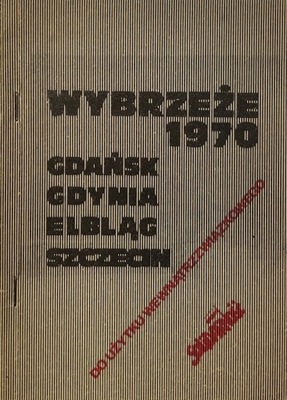 WYBRZEŻE
1970
GDAŃSK
GDYNIA
ELBLĄG
SZCZECIN
DO UŻYTKU WEWNĄTRZZWIĄZKOWEGO
Solidarność